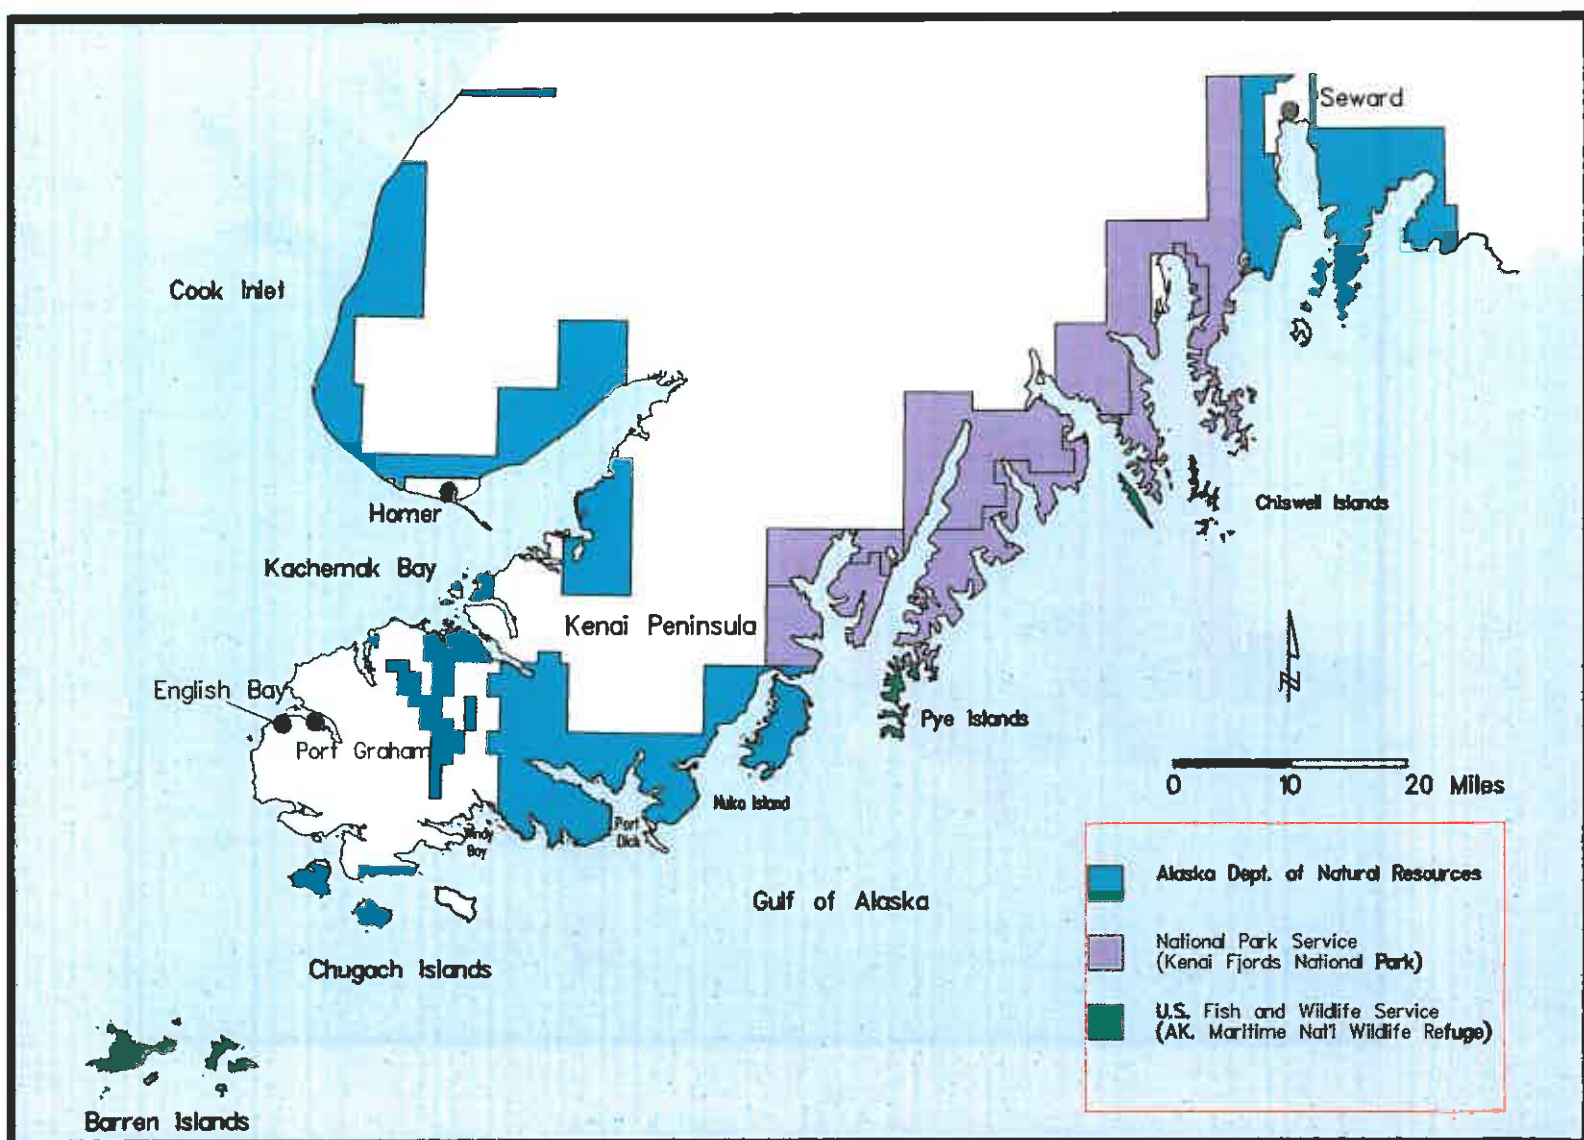 Seward
Cook Inlet
Chiswell Islands
Homer
Kachemak Bay
Kenai Peninsula
English Bay
Pye Islands
Port Graham
0 10 20 Miles
Nuka Island
Port
Dick
Windy
Bay
Alaska Dept. of Natural Resources
Gulf of Alaska
National Park Service
(Kenai Fjords National Park)
Chugach Islands
U.S. Fish and Wildlife Service
(AK. Maritime Nat'l Wildlife Refuge)
Barren Islands